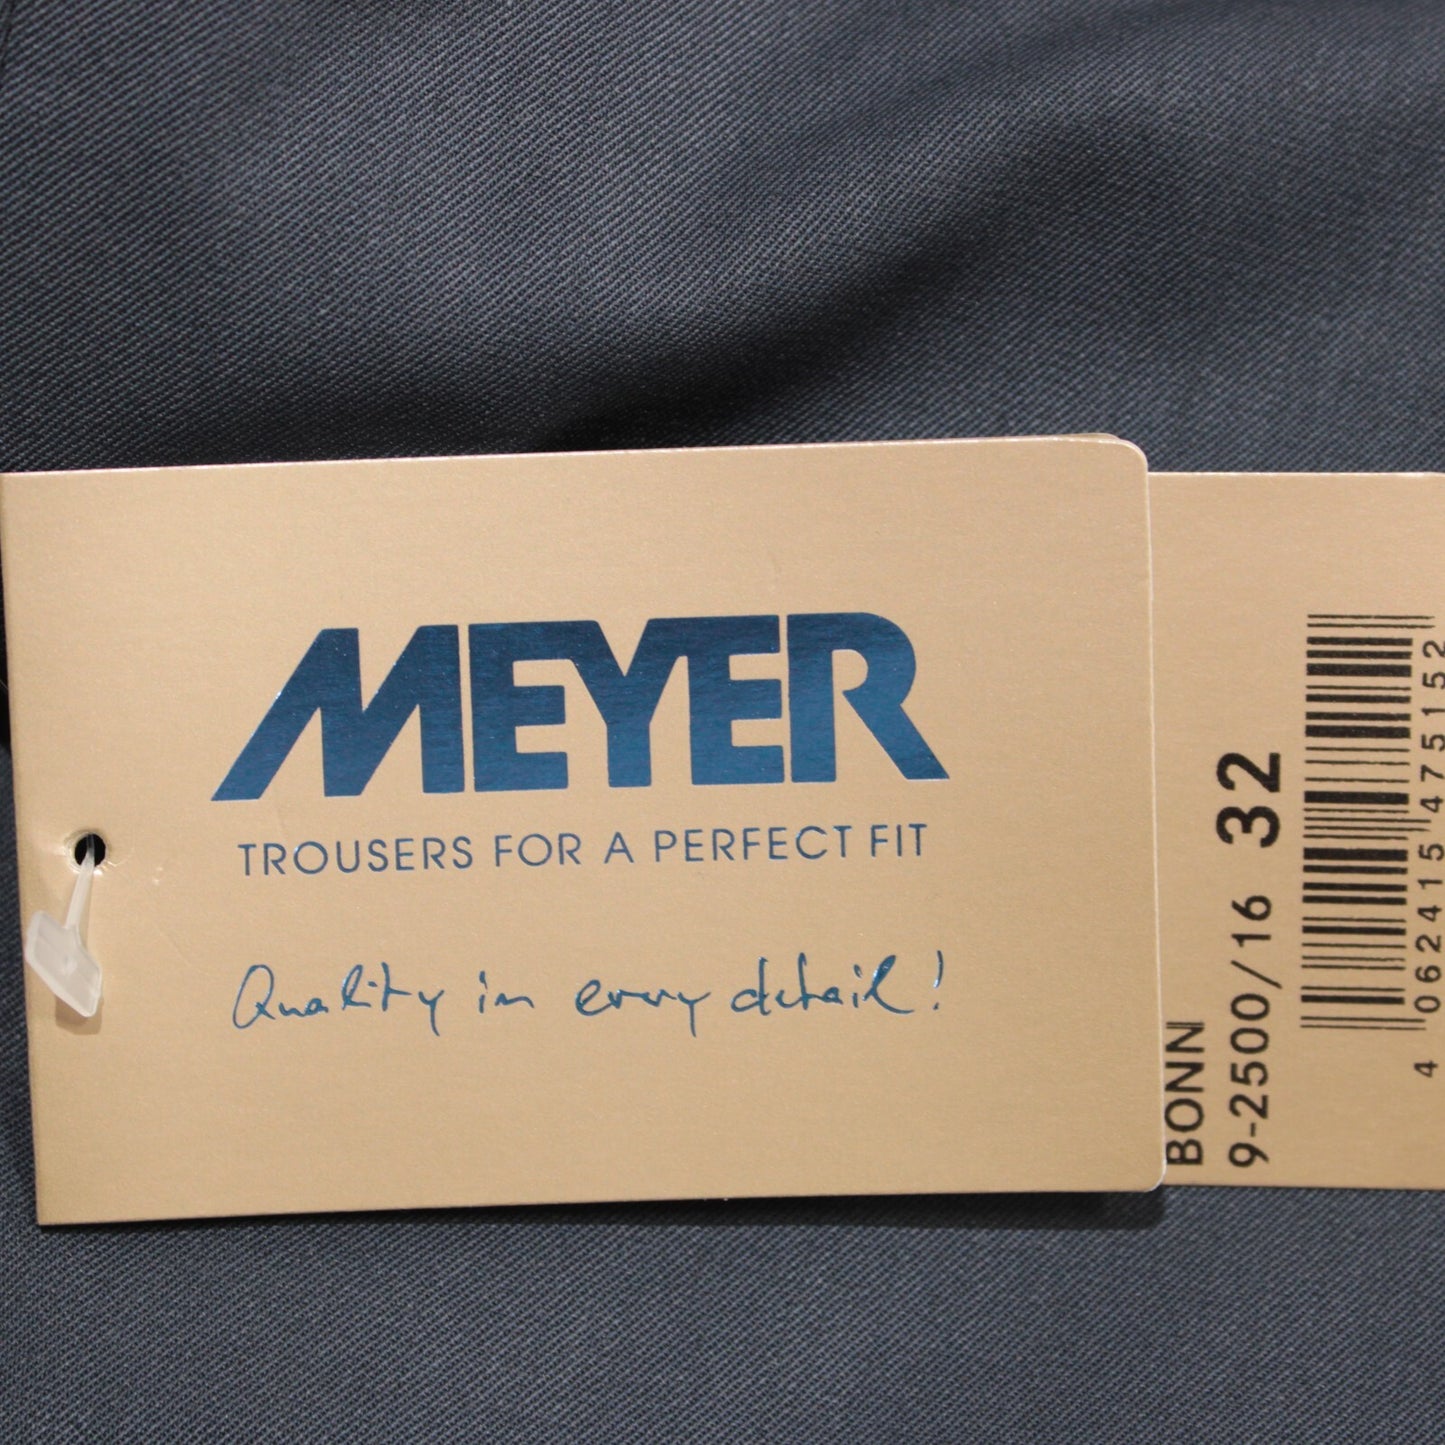 MEYER
TROUSERS FOR A PERFECT FIT
Quality in every detail!
BONN
9-2500/16 32
4 062415 475152